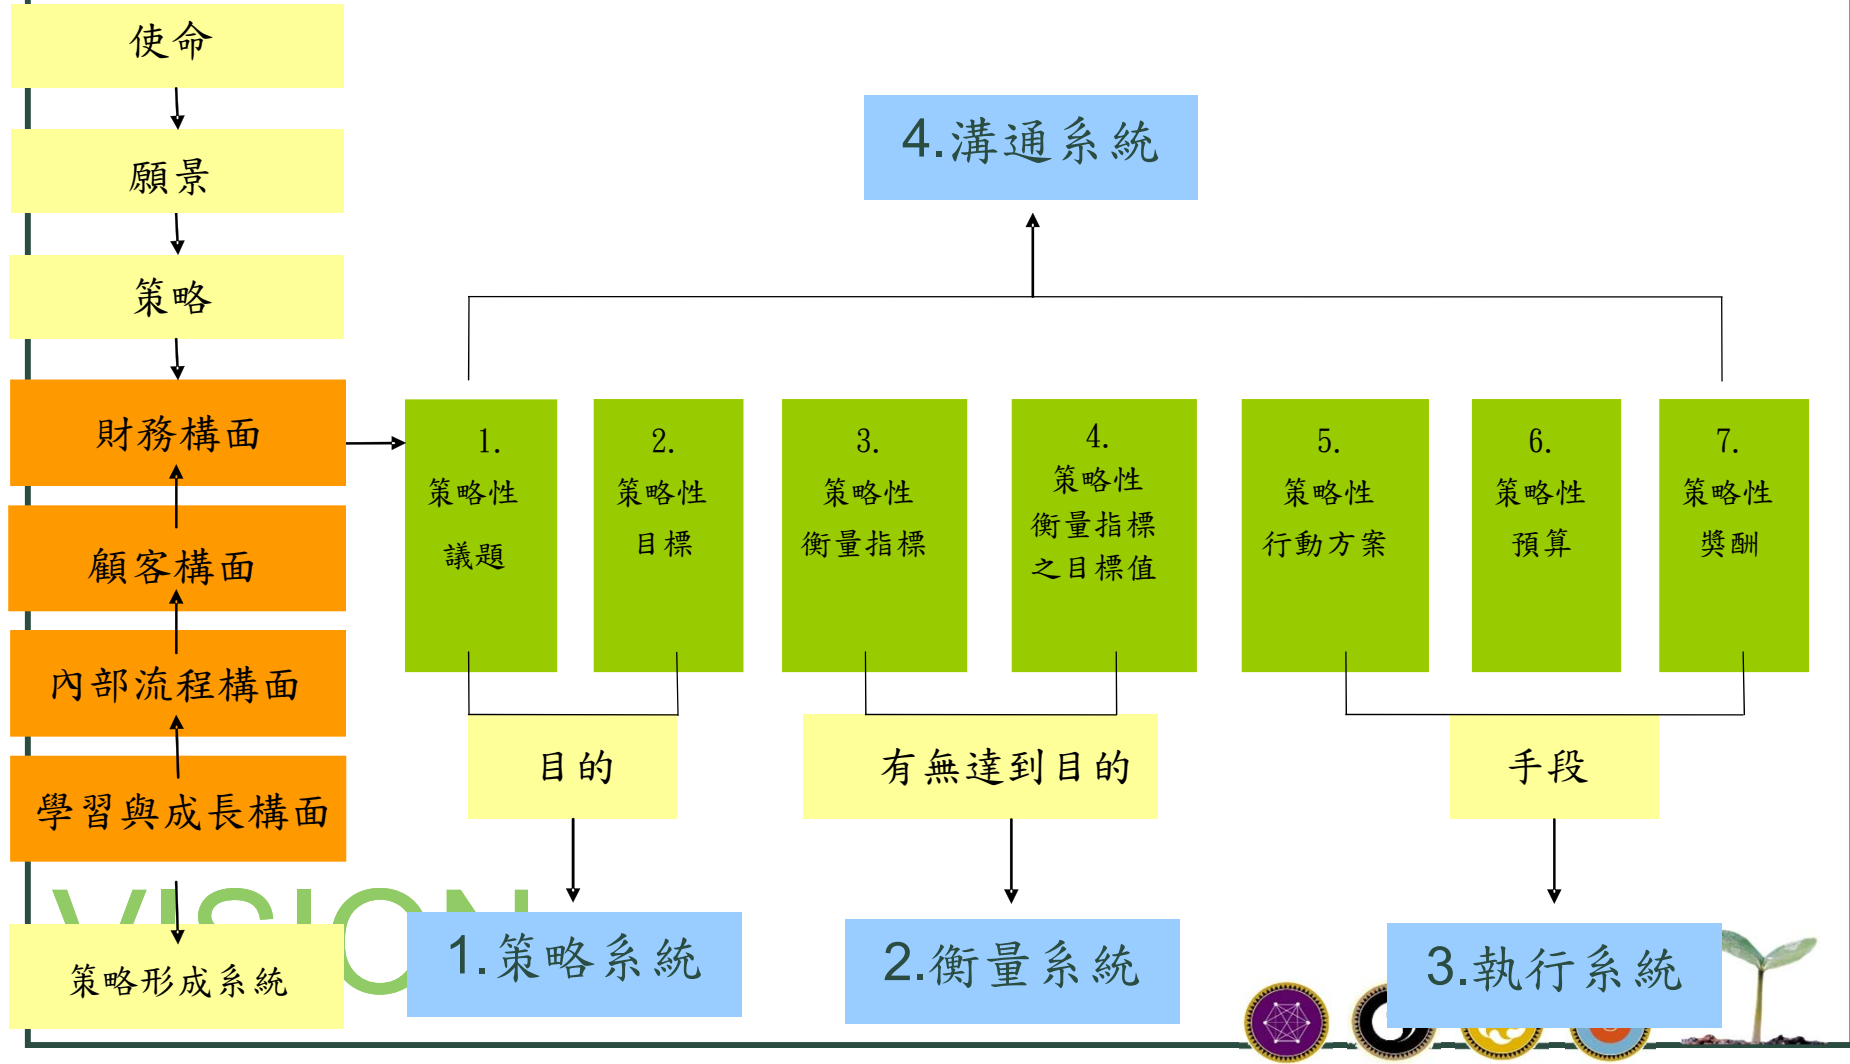 使命
願景
策略
財務構面
顧客構面
內部流程構面
學習與成長構面
策略形成系統
4.溝通系統
1.
策略性
議題
2.
策略性
目標
3.
策略性
衡量指標
4.
策略性
衡量指標
之目標值
5.
策略性
行動方案
6.
策略性
預算
7.
策略性
獎酬
目的
有無達到目的
手段
1.策略系統
2.衡量系統
3.執行系統
VISION